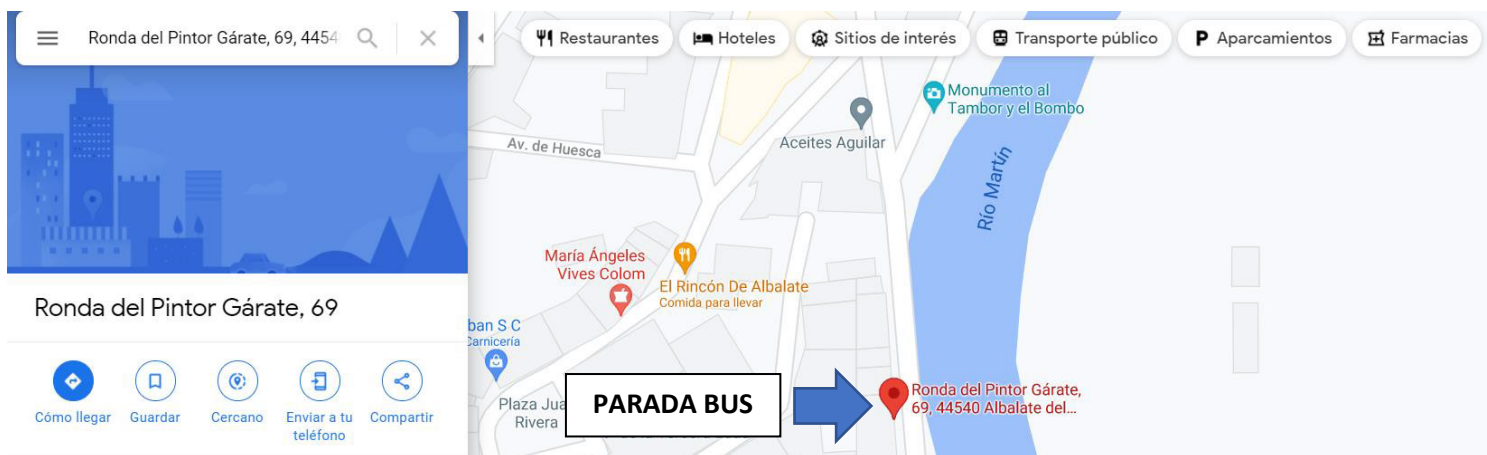 Ronda del Pintor Gárate, 69, 4454
Restaurantes
Hoteles
Sitios de interés
Transporte público
P Aparcamientos
Farmacias
Monumento al
Tambor y el Bombo
Aceites Aguilar
Av. de Huesca
Río Martín
María Ángeles
Vives Colom
El Rincón De Albalate
Comida para llevar
ban S C
Carnicería
Plaza Jua
Rivera
PARADA BUS
Ronda del Pintor Gárate,
69, 44540 Albalate del...
Ronda del Pintor Gárate, 69
Cómo llegar
Guardar
Cercano
Enviar a tu
teléfono
Compartir